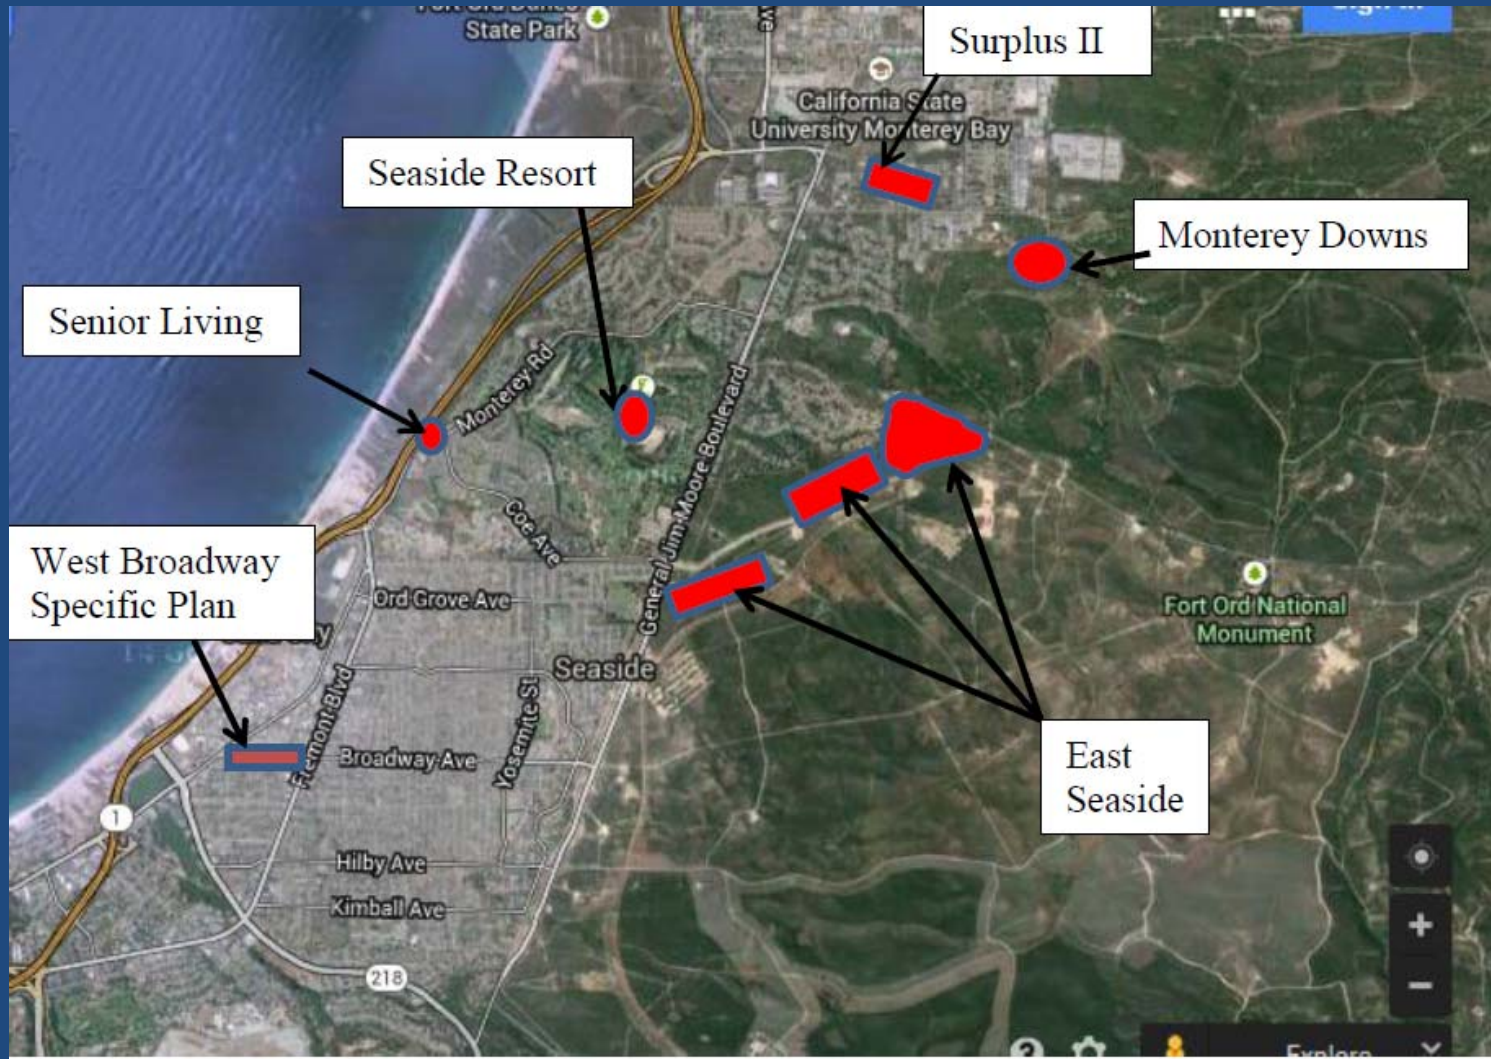 State Park
Surplus II
California State
University Monterey Bay
Seaside Resort
Monterey Downs
Senior Living
Monterey Rd
General Jim Moore Boulevard
Coe Ave
West Broadway
Specific Plan
Ord Grove Ave
Fort Ord National
Monument
Seaside
Fremont Blvd
Yosemite St
Broadway Ave
East
Seaside
1
Hilby Ave
Kimball Ave
218
+
−
?
Explore